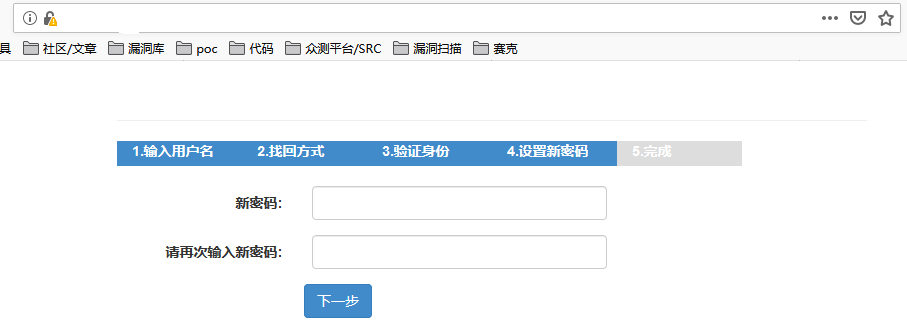 具 社区/文章 漏洞库 poc 代码 众测平台/SRC 漏洞扫描 赛克
1.输入用户名 2.找回方式 3.验证身份 4.设置新密码 5.完成
新密码：
请再次输入新密码：
下一步